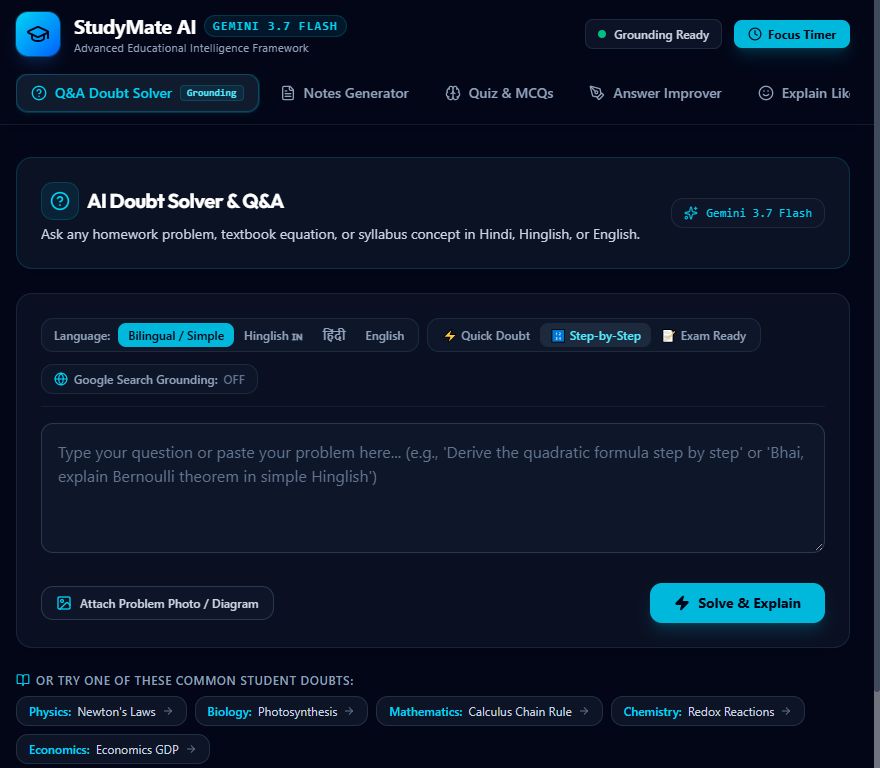 StudyMate AI GEMINI 3.7 FLASH
Advanced Educational Intelligence Framework
Grounding Ready
Focus Timer
Q&A Doubt Solver Grounding
Notes Generator
Quiz & MCQs
Answer Improver
Explain Lik
AI Doubt Solver & Q&A
Ask any homework problem, textbook equation, or syllabus concept in Hindi, Hinglish, or English.
Gemini 3.7 Flash
Language: Bilingual / Simple Hinglish IN हिंदी English
Quick Doubt Step-by-Step Exam Ready
Google Search Grounding: OFF
Type your question or paste your problem here... (e.g., 'Derive the quadratic formula step by step' or 'Bhai,
explain Bernoulli theorem in simple Hinglish')
Attach Problem Photo / Diagram
Solve & Explain
OR TRY ONE OF THESE COMMON STUDENT DOUBTS:
Physics: Newton's Laws →
Biology: Photosynthesis →
Mathematics: Calculus Chain Rule →
Chemistry: Redox Reactions →
Economics: Economics GDP →